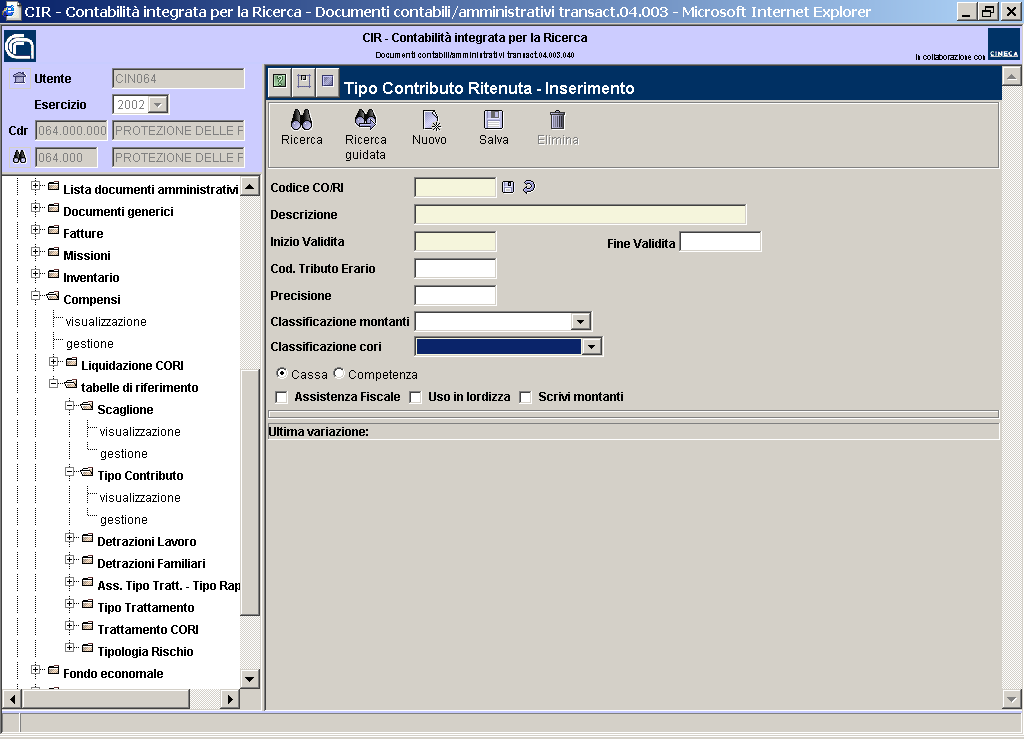 CIR - Contabilità integrata per la Ricerca - Documenti contabili/amministrativi transact.04.003 - Microsoft Internet Explorer
CIR - Contabilità integrata per la Ricerca
Documenti contabili/amministrativi transact.04.003.040
In collaborazione con CINECA
Utente CIN064
Esercizio 2002
Cdr 064.000.000 PROTEZIONE DELLE F
064.000 PROTEZIONE DELLE F
Lista documenti amministrativi
Documenti generici
Fatture
Missioni
Inventario
Compensi
visualizzazione
gestione
Liquidazione CORI
tabelle di riferimento
Scaglione
visualizzazione
gestione
Tipo Contributo
visualizzazione
gestione
Detrazioni Lavoro
Detrazioni Familiari
Ass. Tipo Tratt. - Tipo Rap
Tipo Trattamento
Trattamento CORI
Tipologia Rischio
Fondo economale
Tipo Contributo Ritenuta - Inserimento
Ricerca
Ricerca guidata
Nuovo
Salva
Elimina
Codice CO/RI
Descrizione
Inizio Validita
Fine Validita
Cod. Tributo Erario
Precisione
Classificazione montanti
Classificazione cori
Cassa Competenza
Assistenza Fiscale Uso in lordizza Scrivi montanti
Ultima variazione: